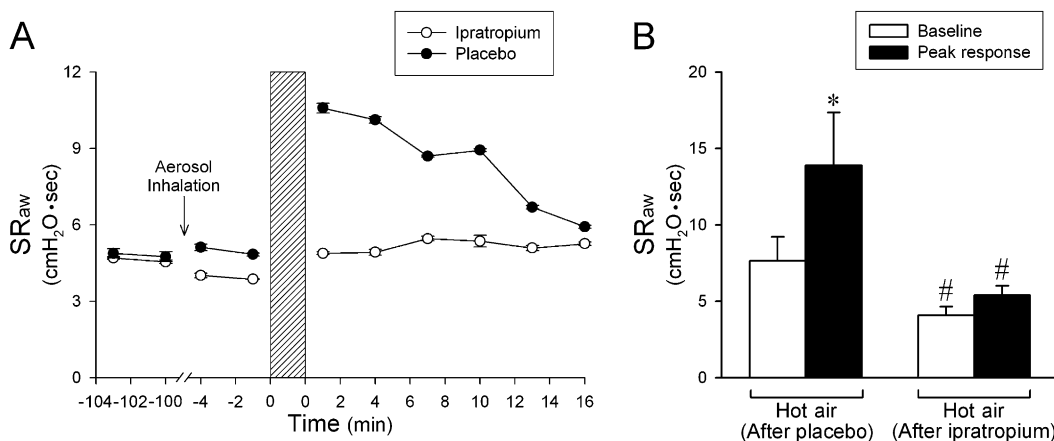 A
Ipratropium
Placebo
12
9
6
3
0
SRaw
(cmH2O•sec)
Aerosol
Inhalation
-104 -102 -100 -4 -2 0 0 2 4 6 8 10 12 14 16
Time (min)
B
Baseline
Peak response
20
15
10
5
0
SRaw
(cmH2O•sec)
*
# #
Hot air Hot air
(After placebo) (After ipratropium)